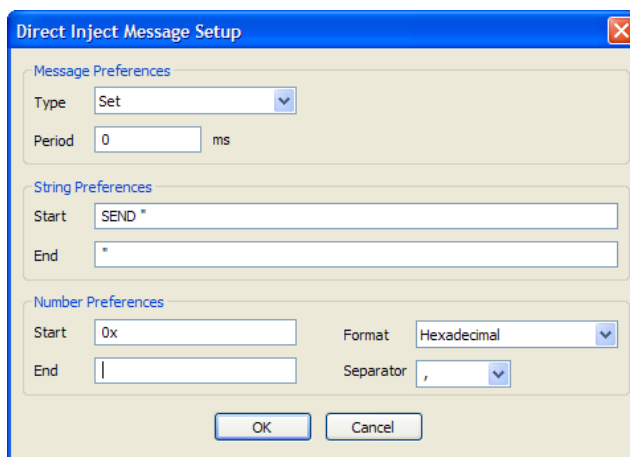 Direct Inject Message Setup
Message Preferences
Type Set
Period 0 ms
String Preferences
Start SEND "
End "
Number Preferences
Start 0x Format Hexadecimal
End Separator ,
OK Cancel